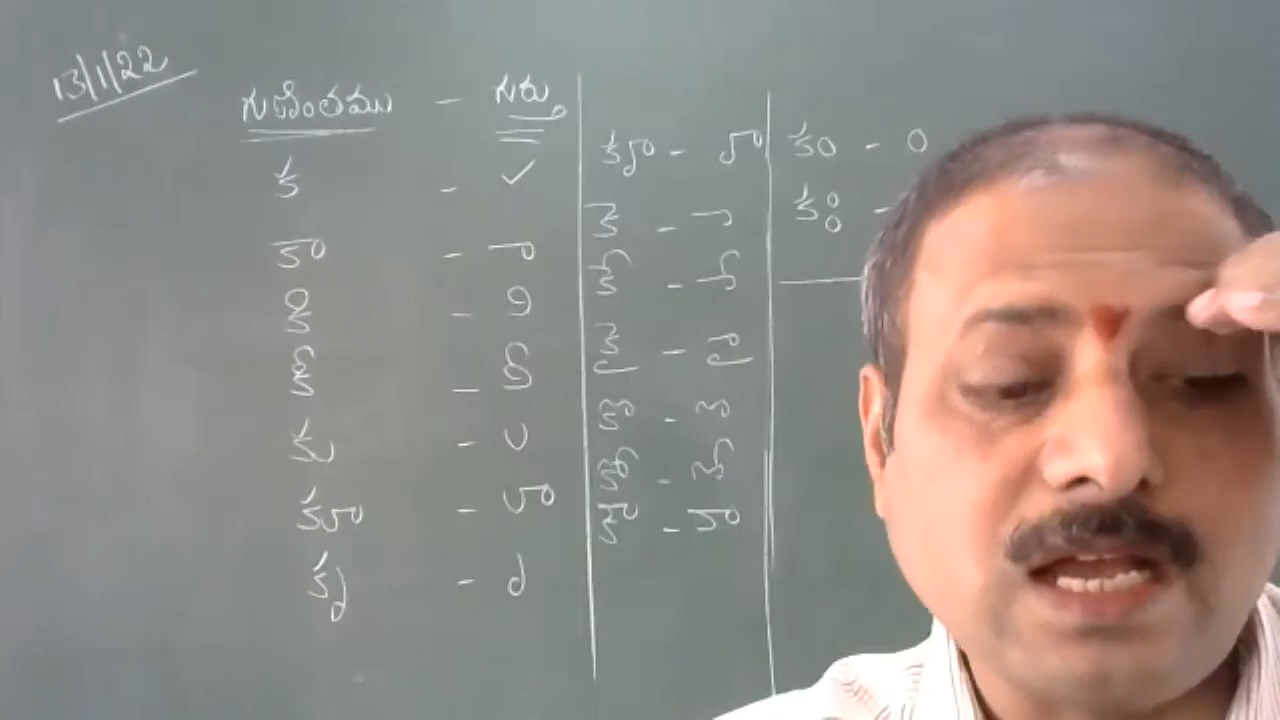 13/1/22
గుణింతము - గుర్తు
క - ✓
కా - ా
కి - ి
కీ - ీ
కు - ు
కూ - ూ
కృ - ృ
కౄ - ౄ
కె - ె
కే - ే
కై - ై
కొ - ొ
కో - ో
కౌ - ౌ
కం - ం
కః -